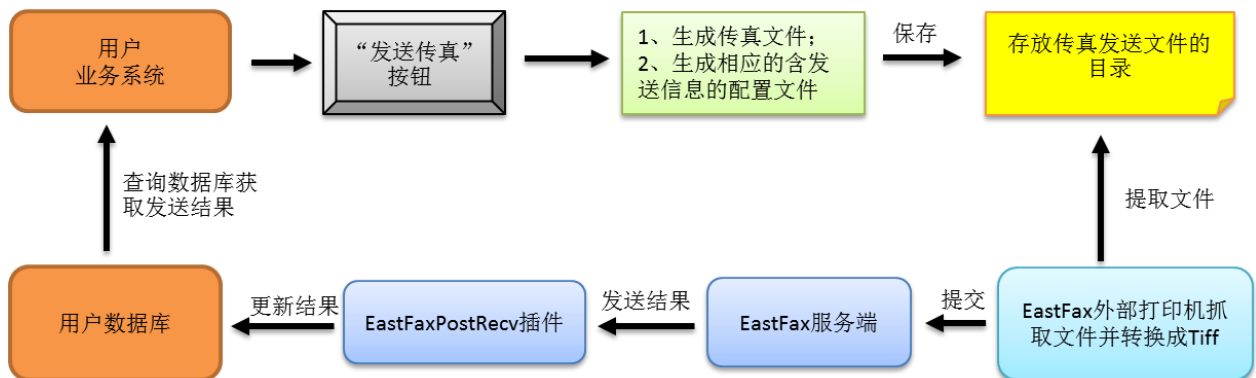 用户
业务系统
“发送传真”
按钮
1、生成传真文件；
2、生成相应的含发
送信息的配置文件
保存
存放传真发送文件的
目录
查询数据库获
取发送结果
提取文件
用户数据库
更新结果
EastFaxPostRecv插件
发送结果
EastFax服务端
提交
EastFax外部打印机抓
取文件并转换成Tiff